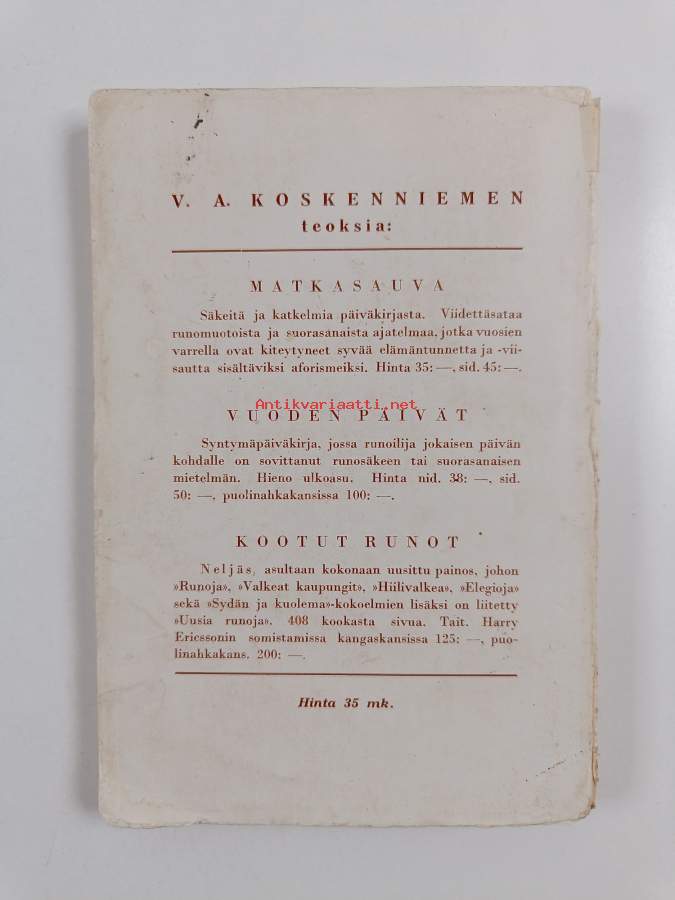 V. A. KOSKENNIEMEN
teoksia:
MATKASAUVA
Säkeitä ja katkelmia päiväkirjasta. Viidettäsataa
runomuotoista ja suorasanaista ajatelmaa, jotka vuosien
varrella ovat kiteytyneet syvää elämäntunnetta ja -vii-
sautta sisältäviksi aforismeiksi. Hinta 35: —, sid. 45: —.
Antikvariaatti.net
VUODEN PÄIVÄT
Syntymäpäiväkirja, jossa runoilija jokaisen päivän
kohdalle on sovittanut runosäkeen tai suorasanaisen
mietelmän. Hieno ulkoasu. Hinta nid. 38: —, sid.
50: —, puolinahkakansissa 100: —.
KOOTUT RUNOT
Neljäs, asultaan kokonaan uusittu painos, johon
»Runoja», »Valkeat kaupungit», »Hiilivalkea», »Elegioja»
sekä »Sydän ja kuolema»-kokoelmien lisäksi on liitetty
»Uusia runoja». 408 kookasta sivua. Tait. Harry
Ericssonin somistamissa kangaskansissa 125: —, puo-
linahkakans. 200: —.
Hinta 35 mk.